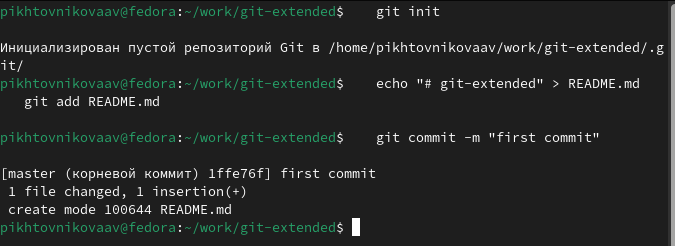 pikhtovnikovaav@fedora:~/work/git-extended$    git init
Инициализирован пустой репозиторий Git в /home/pikhtovnikovaav/work/git-extended/.g
it/
pikhtovnikovaav@fedora:~/work/git-extended$    echo "# git-extended" > README.md
   git add README.md
pikhtovnikovaav@fedora:~/work/git-extended$    git commit -m "first commit"
[master (корневой коммит) 1ffe76f] first commit
 1 file changed, 1 insertion(+)
 create mode 100644 README.md
pikhtovnikovaav@fedora:~/work/git-extended$